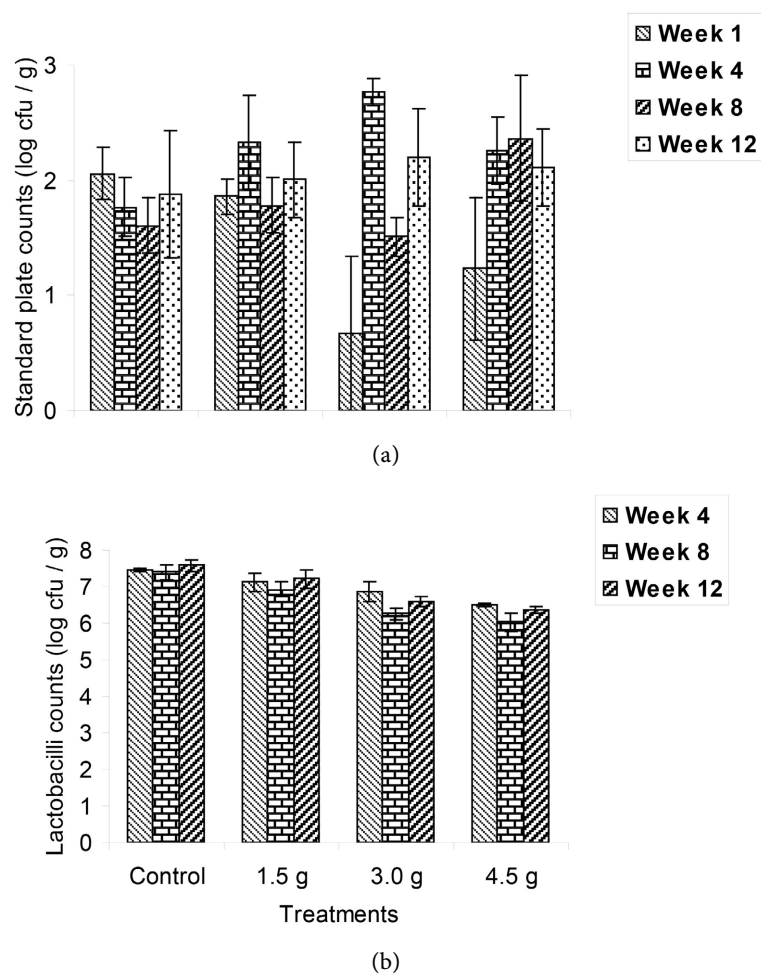 Week 1
Week 4
Week 8
Week 12
Standard plate counts (log cfu / g)
3
2
1
0
(a)
Week 4
Week 8
Week 12
Lactobacilli counts (log cfu / g)
8
7
6
5
4
3
2
1
0
Control 1.5 g 3.0 g 4.5 g
Treatments
(b)